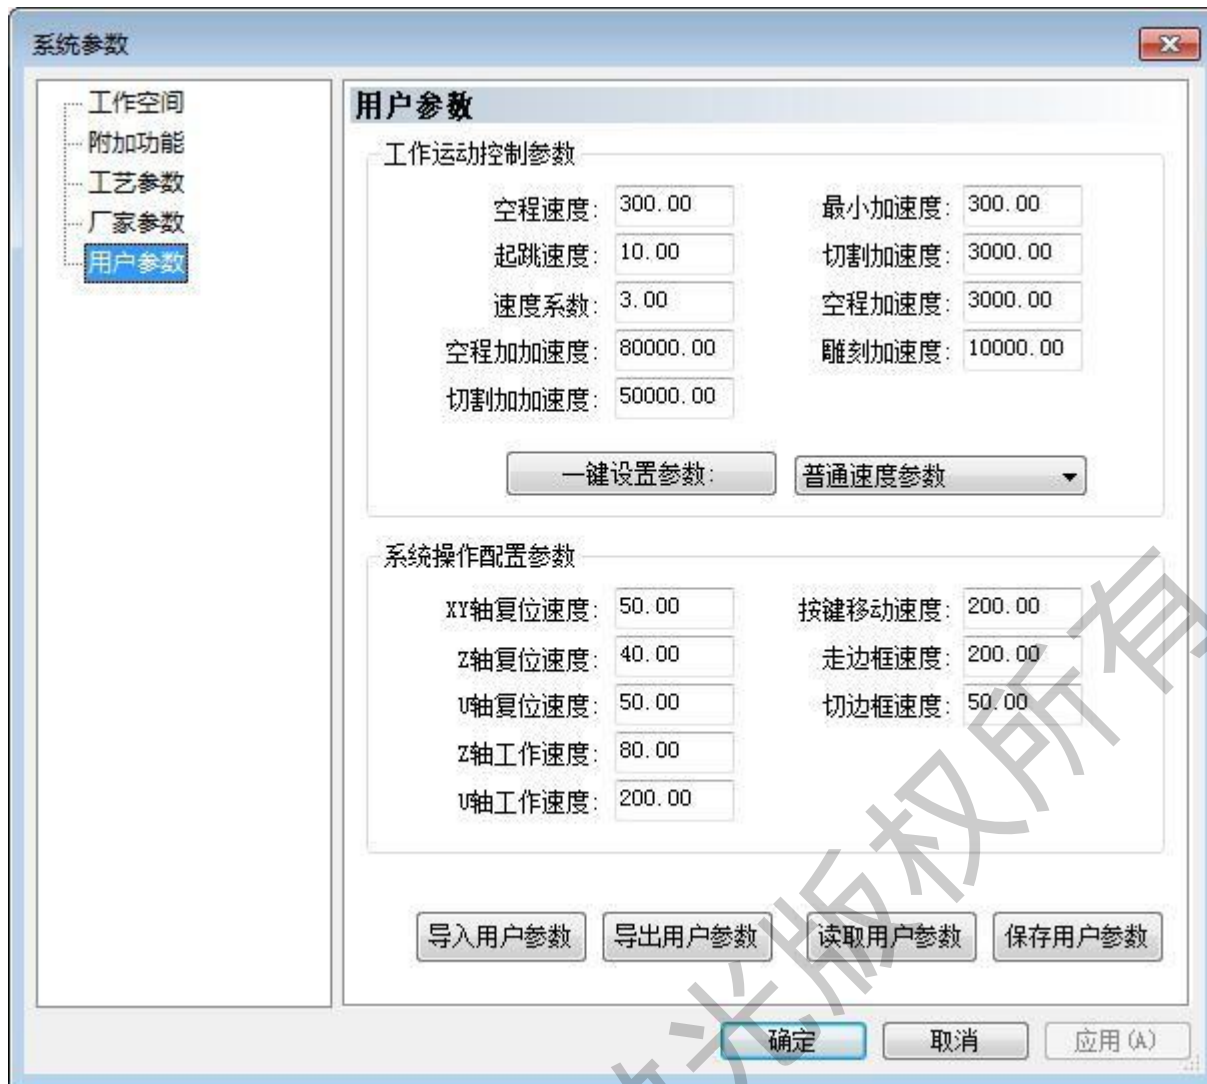 系统参数
工作空间
附加功能
工艺参数
厂家参数
用户参数
用户参数
工作运动控制参数
空程速度: 300.00 最小加速度: 300.00
起跳速度: 10.00 切割加速度: 3000.00
速度系数: 3.00 空程加速度: 3000.00
空程加加速度: 80000.00 雕刻加速度: 10000.00
切割加加速度: 50000.00
一键设置参数: 普通速度参数
系统操作配置参数
XY轴复位速度: 50.00 按键移动速度: 200.00
Z轴复位速度: 40.00 走边框速度: 200.00
U轴复位速度: 50.00 切边框速度: 50.00
Z轴工作速度: 80.00
U轴工作速度: 200.00
导入用户参数 导出用户参数 读取用户参数 保存用户参数
确定 取消 应用(A)
光版权所有